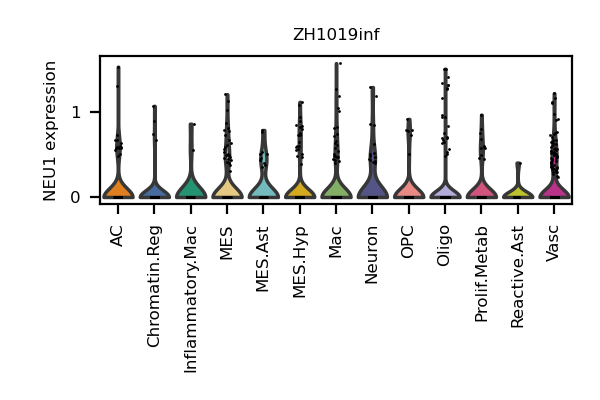 ZH1019inf
NEU1 expression
1
0
AC
Chromatin.Reg
Inflammatory.Mac
MES
MES.Ast
MES.Hyp
Mac
Neuron
OPC
Oligo
Prolif.Metab
Reactive.Ast
Vasc